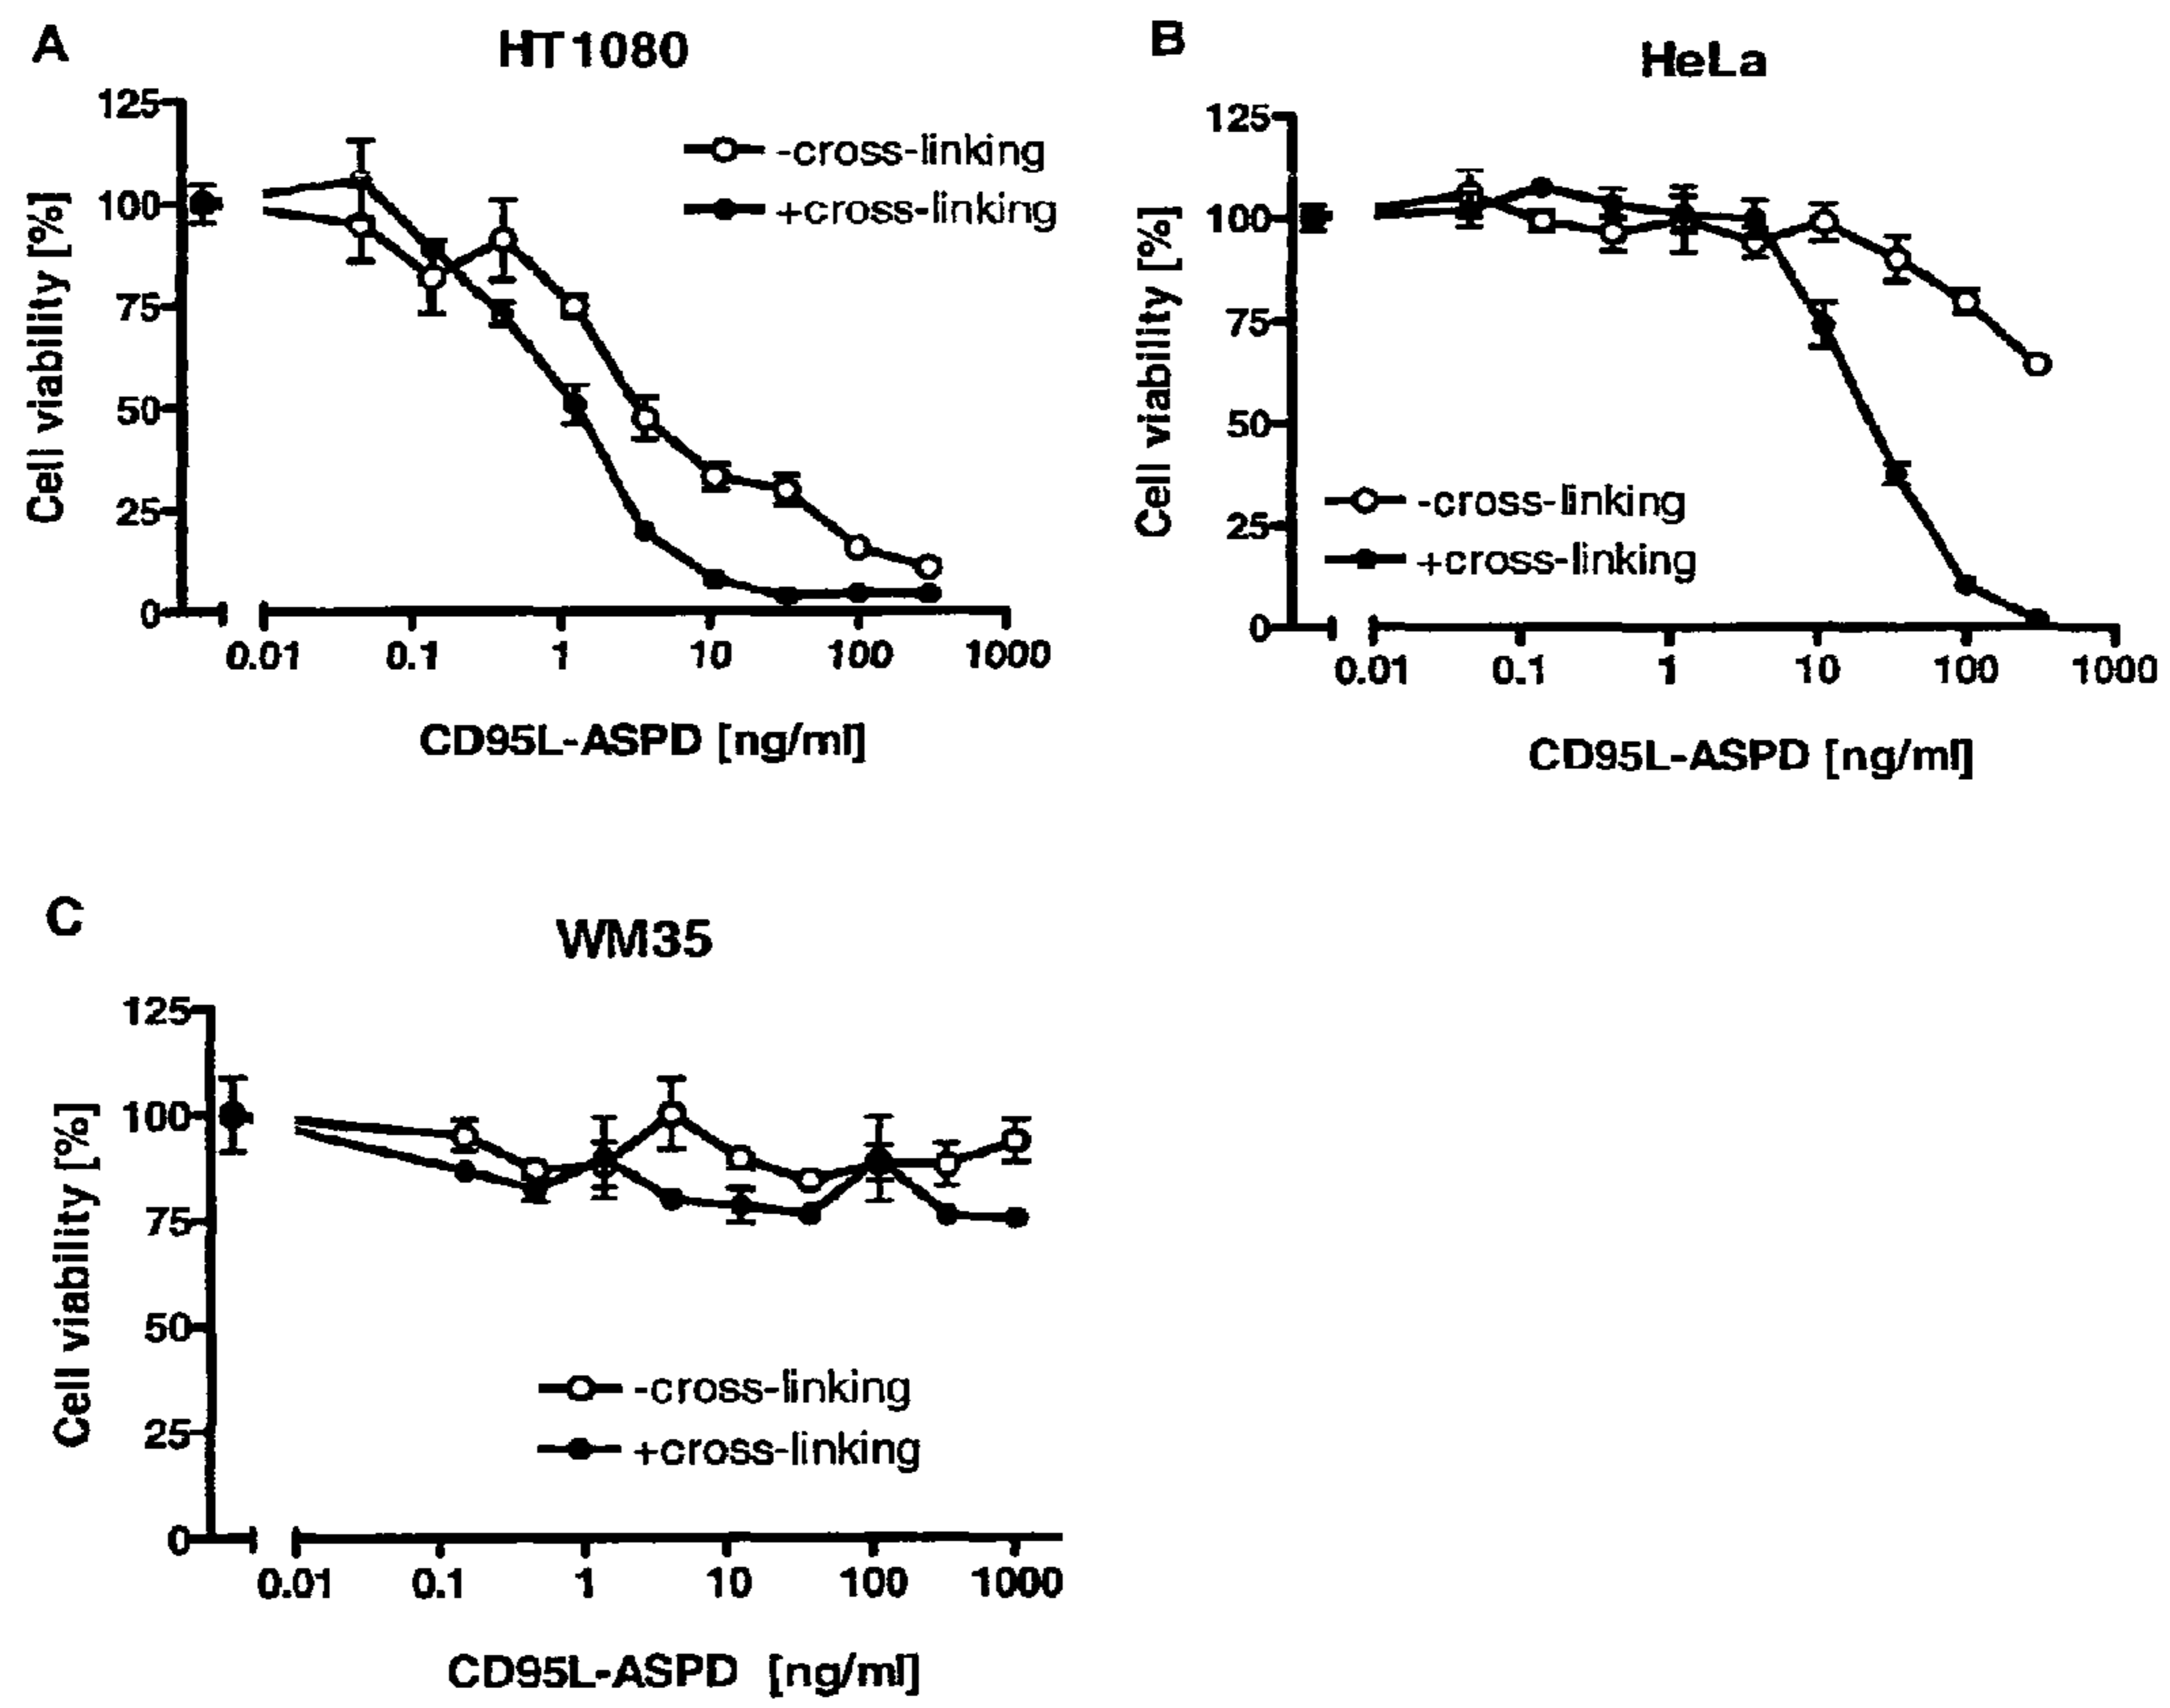 A
HT1080
125
100
75
50
25
0
Cell viability [%]
-cross-linking
+cross-linking
0.01 0.1 1 10 100 1000
CD95L-ASPD [ng/ml]
B
HeLa
125
100
75
50
25
0
Cell viability [%]
-cross-linking
+cross-linking
0.01 0.1 1 10 100 1000
CD95L-ASPD [ng/ml]
C
WM35
125
100
75
50
25
0
Cell viability [%]
-cross-linking
+cross-linking
0.01 0.1 1 10 100 1000
CD95L-ASPD [ng/ml]